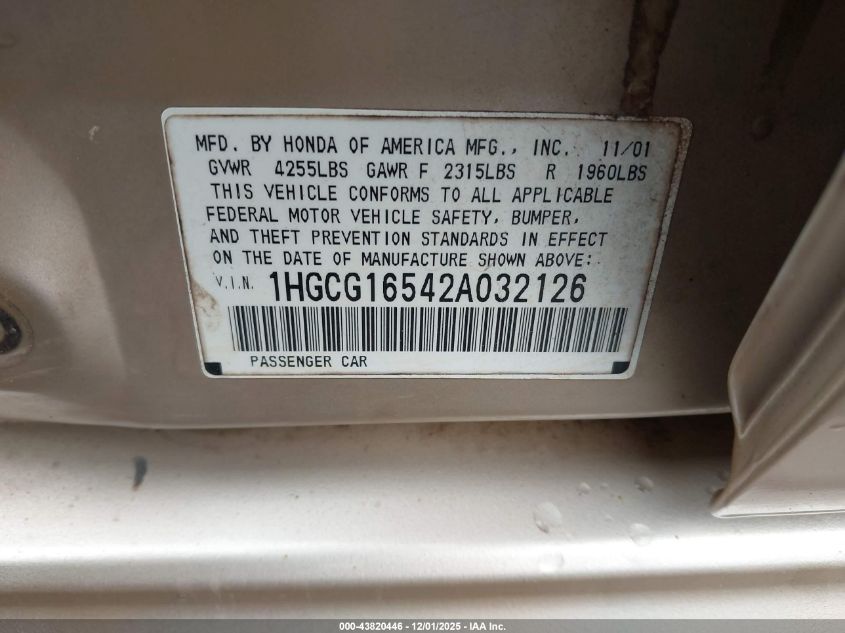 MFD. BY HONDA OF AMERICA MFG., INC. 11/01
GVWR 4255LBS GAWR F 2315LBS R 1960LBS
THIS VEHICLE CONFORMS TO ALL APPLICABLE
FEDERAL MOTOR VEHICLE SAFETY, BUMPER,
AND THEFT PREVENTION STANDARDS IN EFFECT
ON THE DATE OF MANUFACTURE SHOWN ABOVE:
V.I.N. 1HGCG16542A032126
PASSENGER CAR
000-43820446 - 12/01/2025 - IAA Inc.